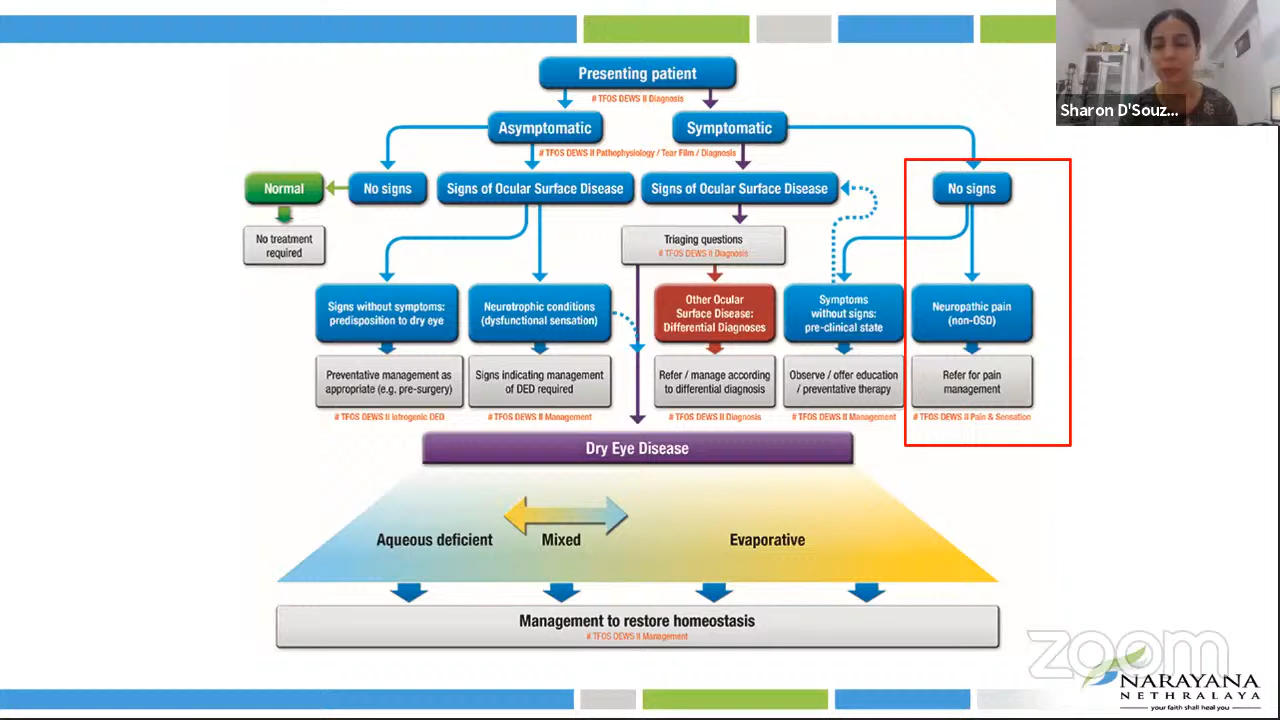 Sharon D'Souz...
Presenting patient
# TFOS DEWS II Diagnosis
Asymptomatic
Symptomatic
# TFOS DEWS II Pathophysiology / Tear Film / Diagnosis
Normal
No signs
Signs of Ocular Surface Disease
Signs of Ocular Surface Disease
No signs
No treatment
required
Triaging questions
# TFOS DEWS II Diagnosis
Signs without symptoms:
predisposition to dry eye
Neurotrophic conditions
(dysfunctional sensation)
Other Ocular
Surface Disease:
Differential Diagnoses
Symptoms
without signs:
pre-clinical state
Neuropathic pain
(non-OSD)
Preventative management as
appropriate (e.g. pre-surgery)
Signs indicating management
of DED required
Refer / manage according
to differential diagnosis
Observe / offer education
/ preventative therapy
Refer for pain
management
# TFOS DEWS II Iatrogenic DED
# TFOS DEWS II Management
# TFOS DEWS II Diagnosis
# TFOS DEWS II Management
# TFOS DEWS II Pain & Sensation
Dry Eye Disease
Aqueous deficient
Mixed
Evaporative
Management to restore homeostasis
# TFOS DEWS II Management
zoom
NARAYANA
NETHRALAYA
your faith shall heal you